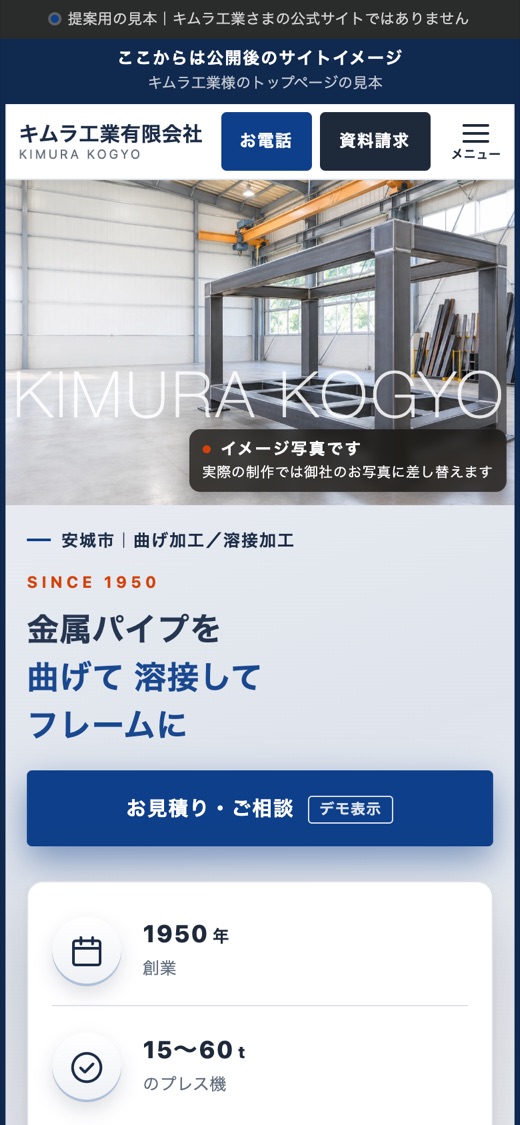 提案用の見本｜キムラ工業さまの公式サイトではありません
ここからは公開後のサイトイメージ
キムラ工業様のトップページの見本
キムラ工業有限会社
KIMURA KOGYO
お電話
資料請求
メニュー
KIMURA KOGYO
イメージ写真です
実際の制作では御社のお写真に差し替えます
安城市｜曲げ加工／溶接加工
SINCE 1950
金属パイプを
曲げて 溶接して
フレームに
お見積り・ご相談 デモ表示
1950 年
創業
15〜60 t
のプレス機